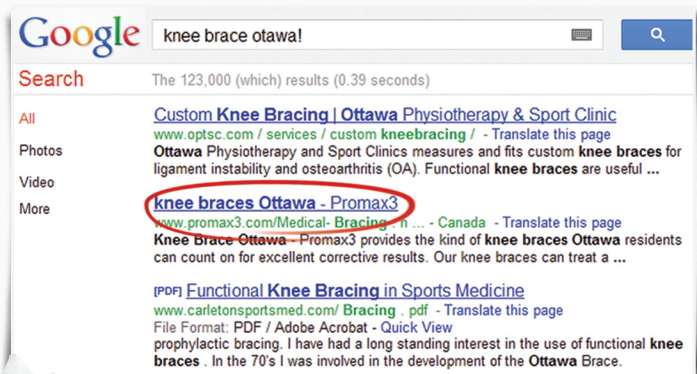 Google
knee brace otawa!
Search
The 123,000 (which) results (0.39 seconds)
All
Photos
Video
More
Custom Knee Bracing | Ottawa Physiotherapy & Sport Clinic
www.optsc.com / services / custom kneebracing / - Translate this page
Ottawa Physiotherapy and Sport Clinics measures and fits custom knee braces for
ligament instability and osteoarthritis (OA). Functional knee braces are useful ...
knee braces Ottawa - Promax3
www.promax3.com/Medical- Bracing . n ... - Canada - Translate this page
Knee Brace Ottawa - Promax3 provides the kind of knee braces Ottawa residents
can count on for excellent corrective results. Our knee braces can treat a ...
[PDF] Functional Knee Bracing in Sports Medicine
www.carletonsportsmed.com/ Bracing . pdf - Translate this page
File Format: PDF / Adobe Acrobat - Quick View
prophylactic bracing. I have had a long standing interest in the use of functional knee
braces . In the 70's I was involved in the development of the Ottawa Brace.